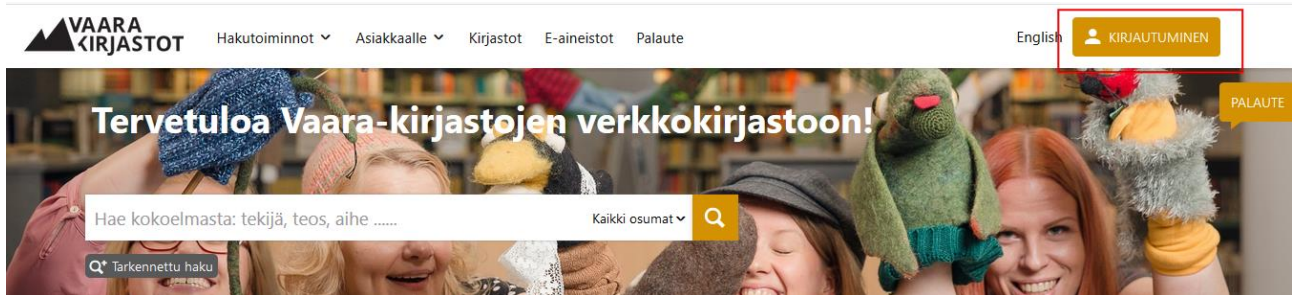 VAARA
KIRJASTOT
Hakutoiminnot
Asiakkaalle
Kirjastot
E-aineistot
Palaute
English
KIRJAUTUMINEN
PALAUTE
Tervetuloa Vaara-kirjastojen verkkokirjastoon!
Hae kokoelmasta: tekijä, teos, aihe ......
Kaikki osumat
Tarkennettu haku